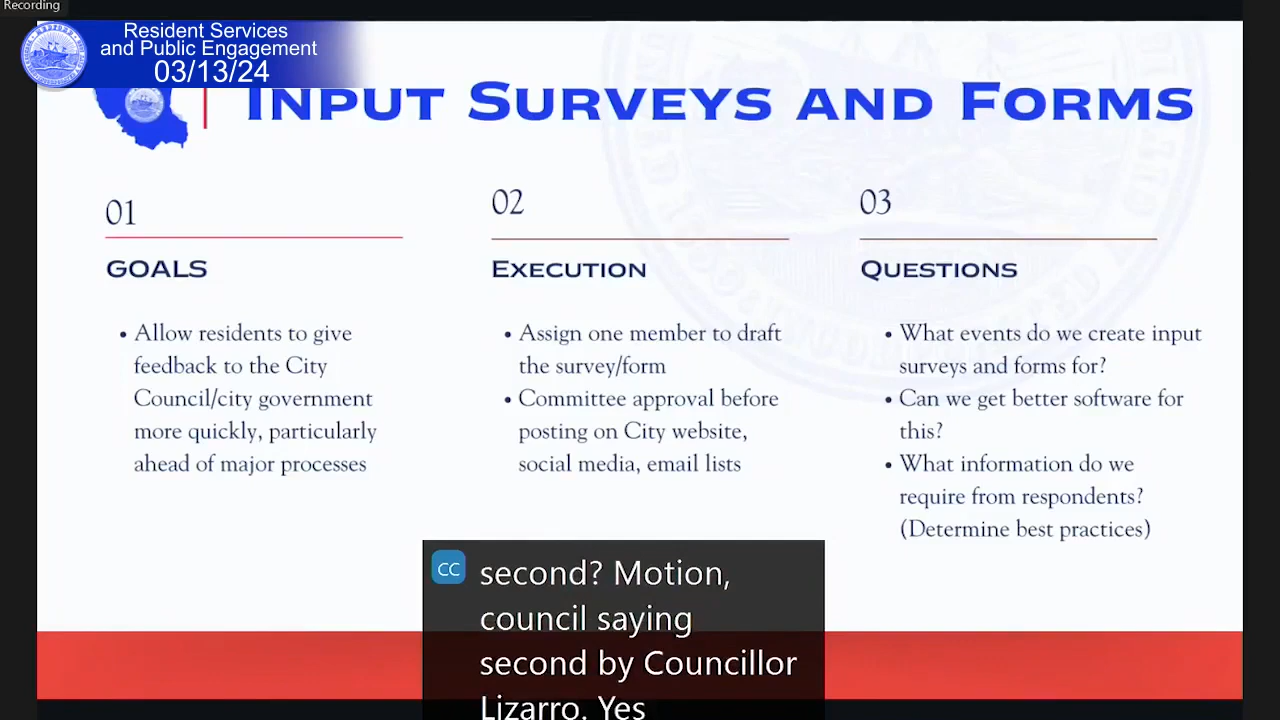 Recording
Resident Services
and Public Engagement
03/13/24
INPUT SURVEYS AND FORMS
01
GOALS
• Allow residents to give
feedback to the City
Council/city government
more quickly, particularly
ahead of major processes
02
EXECUTION
• Assign one member to draft
the survey/form
• Committee approval before
posting on City website,
social media, email lists
03
QUESTIONS
• What events do we create input
surveys and forms for?
• Can we get better software for
this?
• What information do we
require from respondents?
(Determine best practices)
CC
second? Motion,
council saying
second by Councillor
Lizarro. Yes